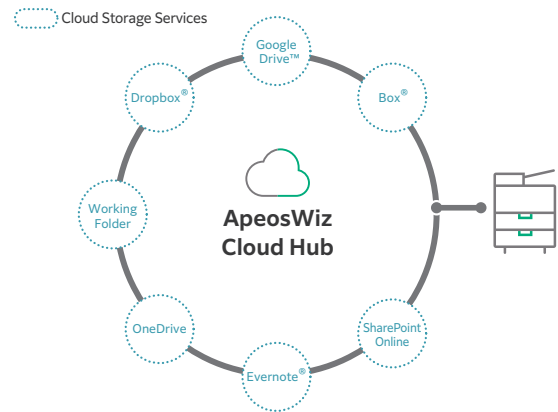 Cloud Storage Services
Google
Drive™
Dropbox®
Box®
Working
Folder
ApeosWiz
Cloud Hub
OneDrive
SharePoint
Online
Evernote®